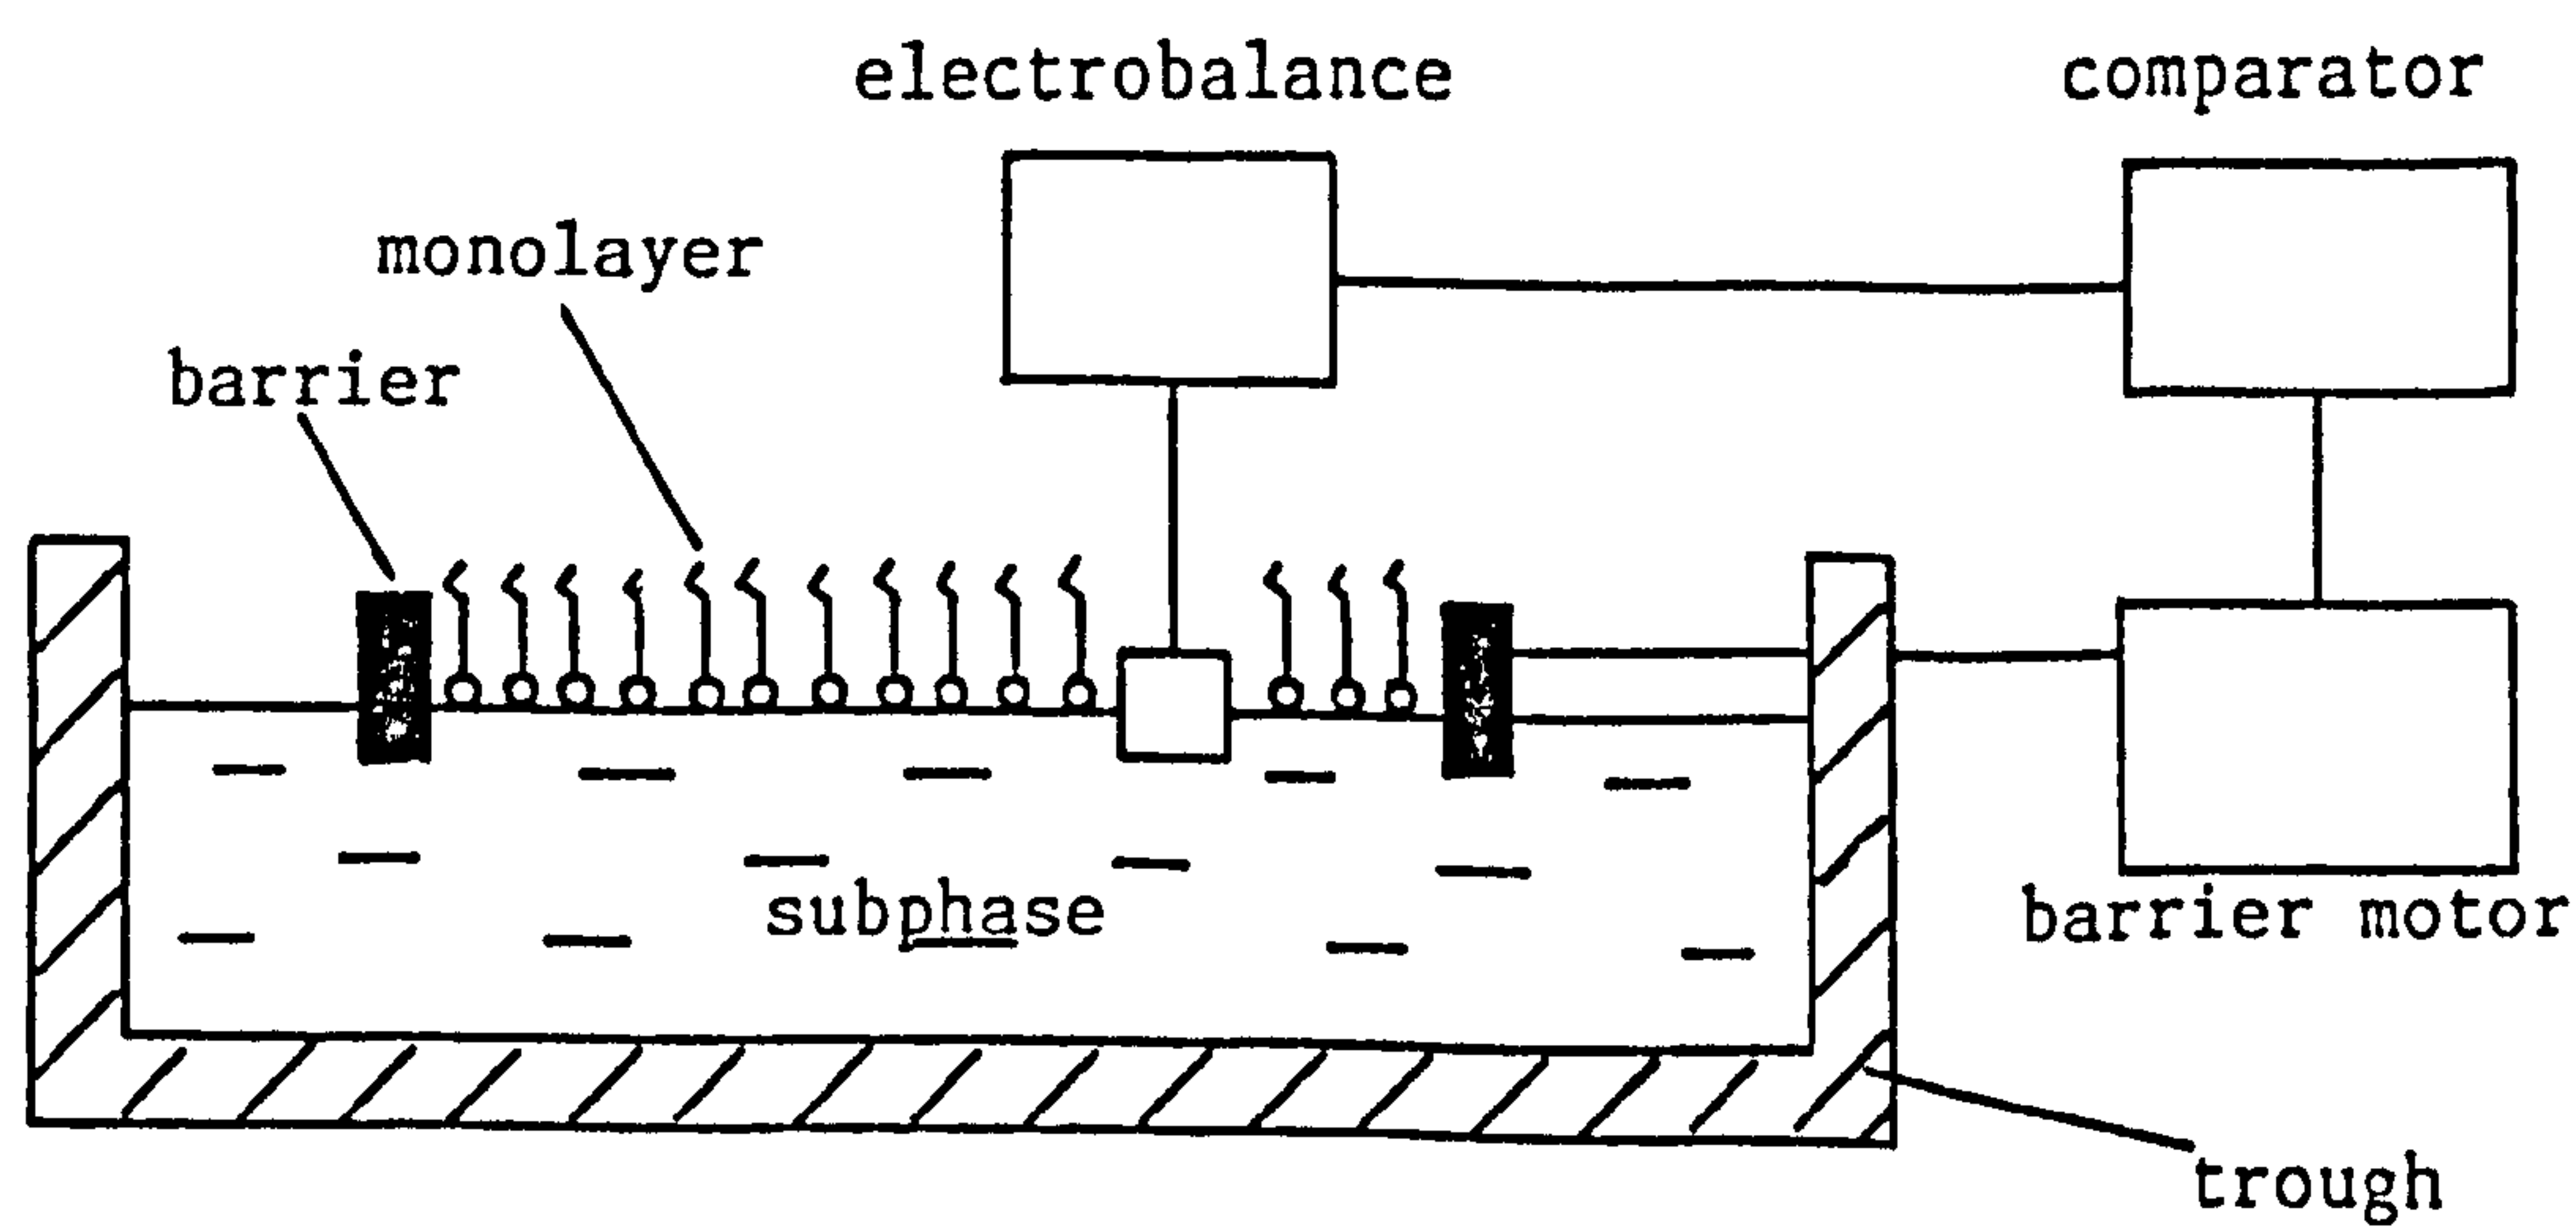 electrobalance
comparator
monolayer
barrier
subphase
barrier motor
trough